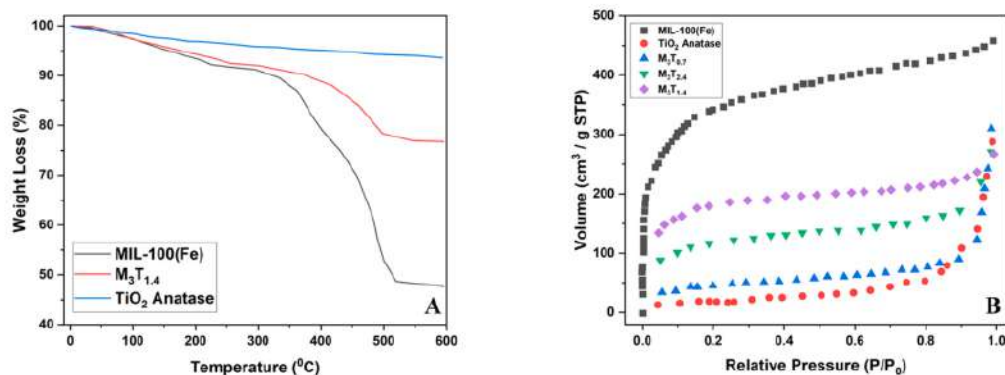 100
90
80
70
60
50
40
Weight Loss (%)
0 100 200 300 400 500 600
Temperature (⁰C)
MIL-100(Fe)
M₃T₁.₄
TiO₂ Anatase
A
500
400
300
200
100
0
Volume (cm³ / g STP)
0.0 0.2 0.4 0.6 0.8 1.0
Relative Pressure (P/P₀)
MIL-100(Fe)
TiO₂ Anatase
M₃T₀.₇
M₃T₂.₄
M₃T₁.₄
B